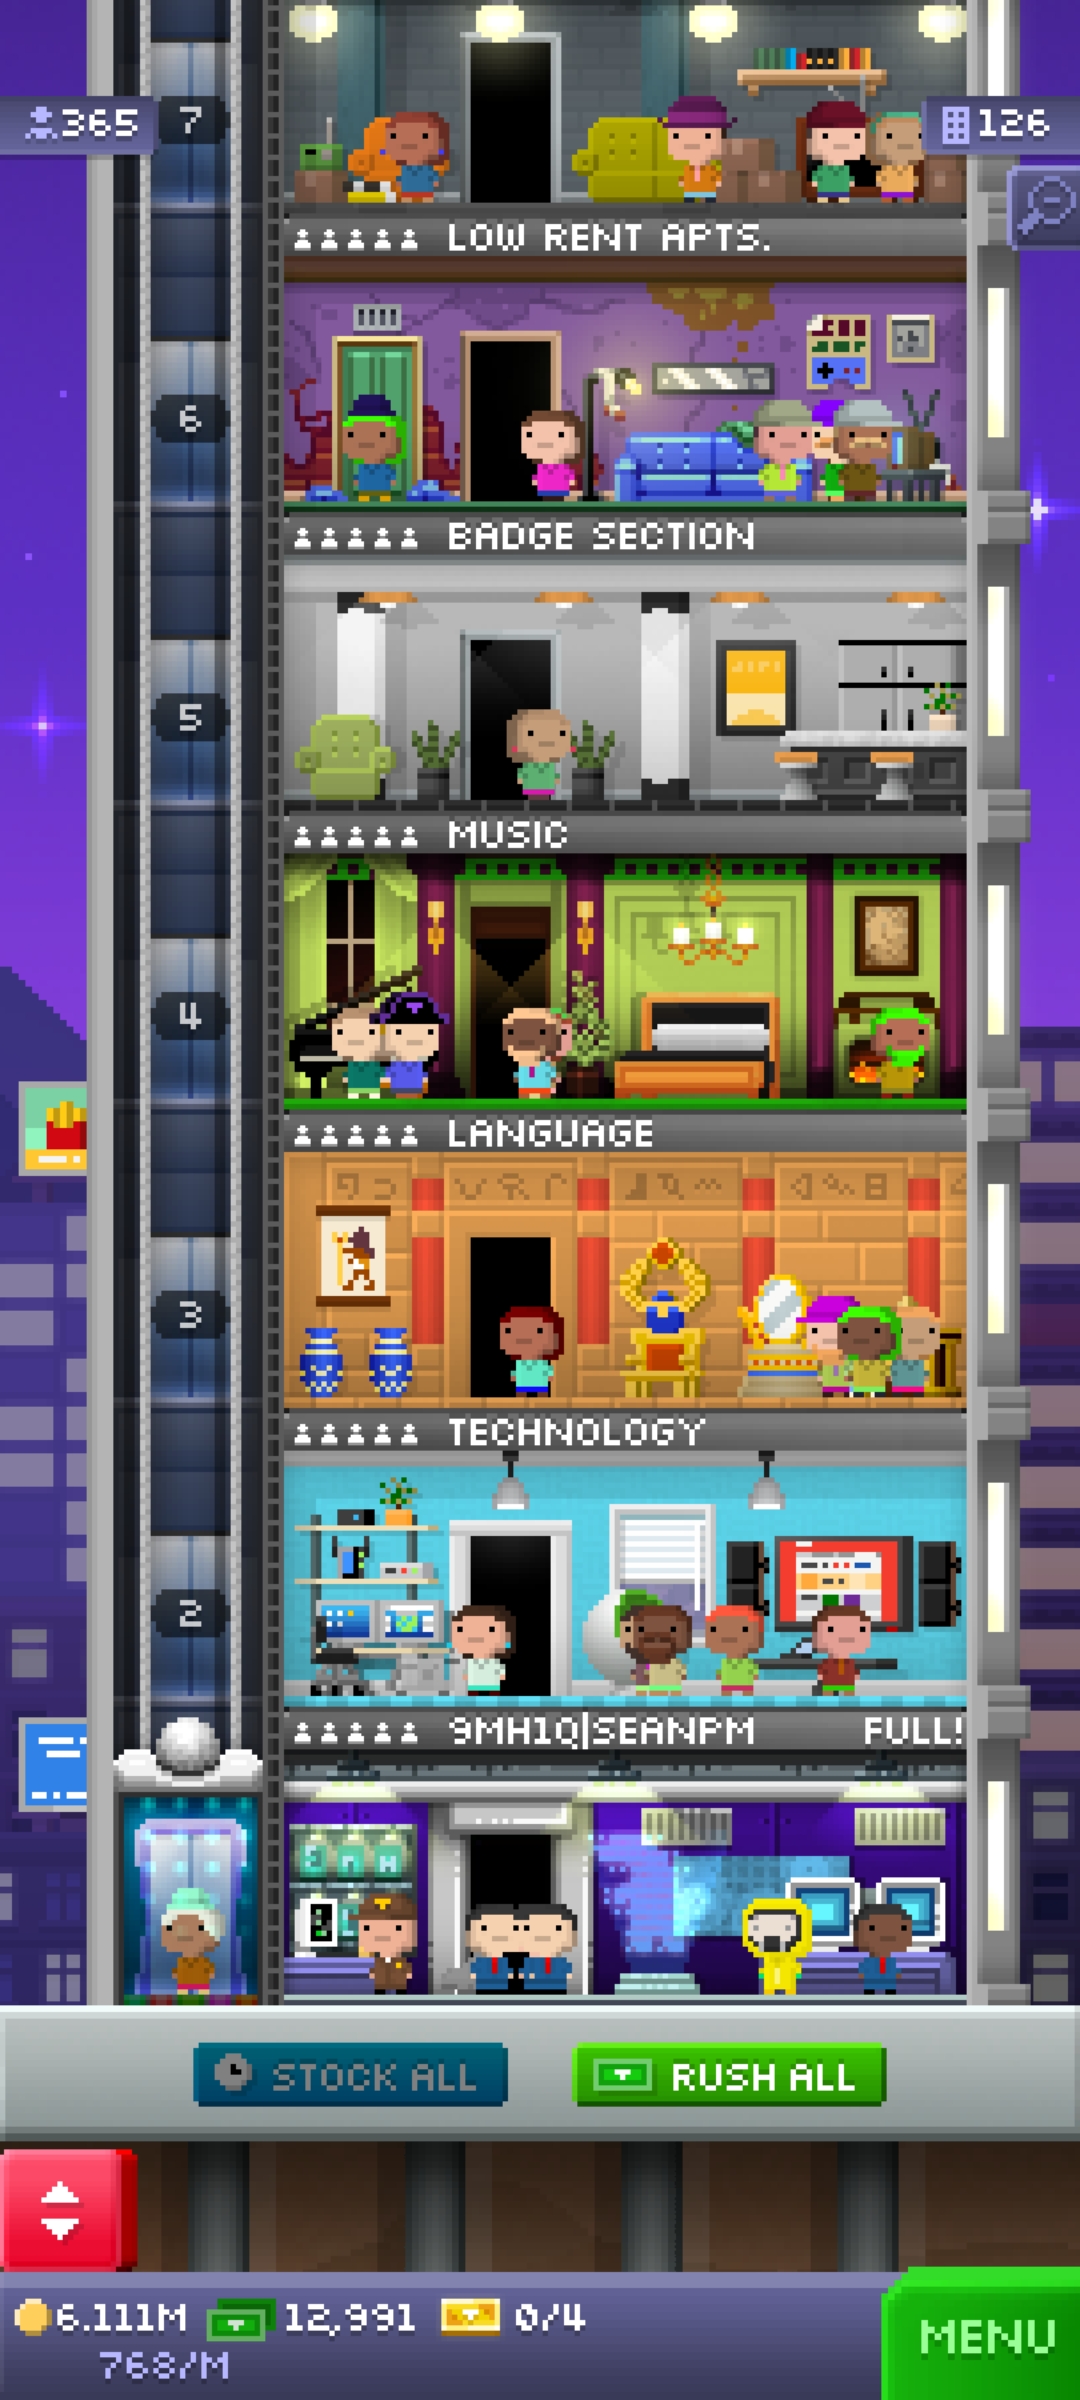 365
7
126
LOW RENT APTS.
6
BADGE SECTION
5
MUSIC
4
LANGUAGE
3
TECHNOLOGY
2
9MH1Q|SEANPM FULL!
STOCK ALL
RUSH ALL
6.111M
12,991
0/4
768/M
MENU